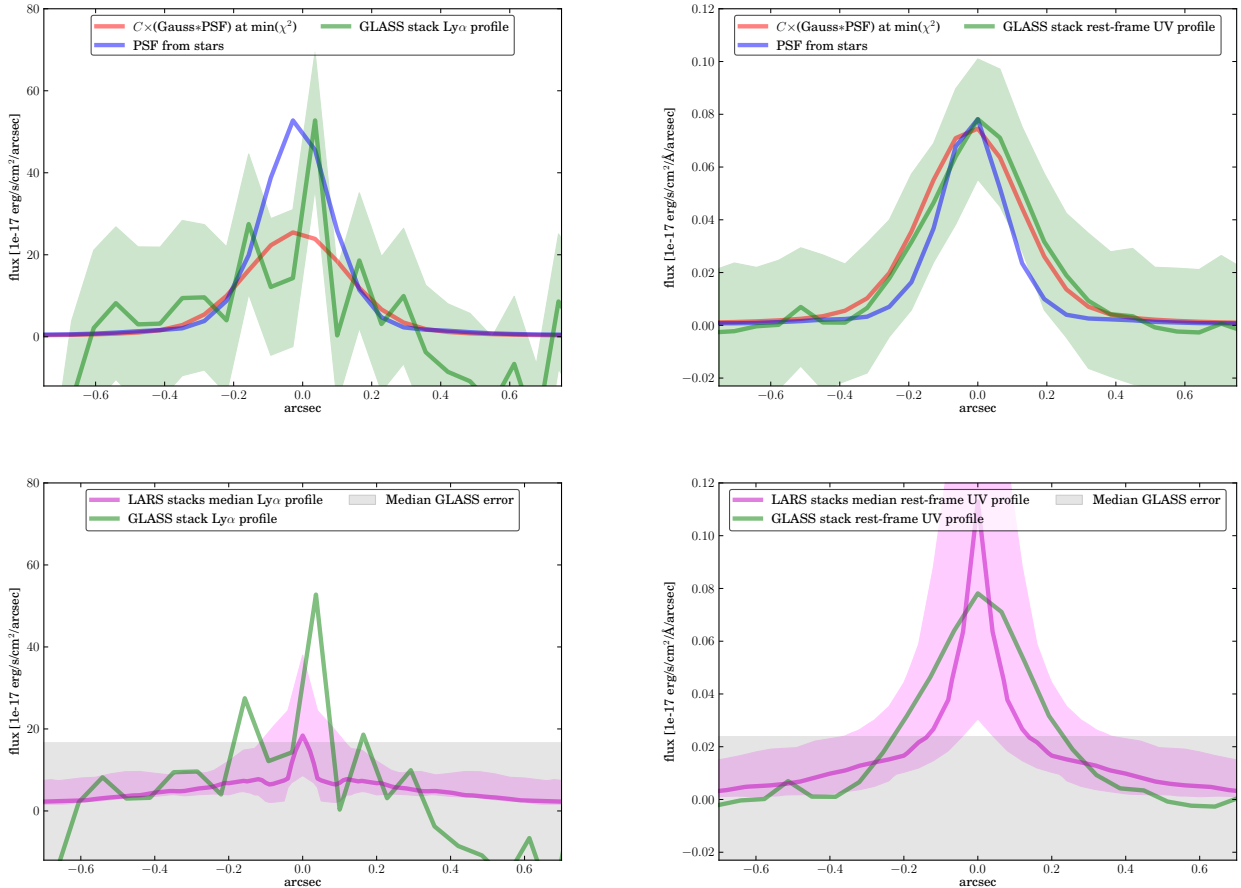 80
60
40
20
0
flux [1e-17 erg/s/cm²/arcsec]
C×(Gauss∗PSF) at min(χ²)
PSF from stars
GLASS stack Lyα profile
−0.6 −0.4 −0.2 0.0 0.2 0.4 0.6
arcsec
0.12
0.10
0.08
0.06
0.04
0.02
0.00
−0.02
flux [1e-17 erg/s/cm²/Å/arcsec]
C×(Gauss∗PSF) at min(χ²)
PSF from stars
GLASS stack rest-frame UV profile
−0.6 −0.4 −0.2 0.0 0.2 0.4 0.6
arcsec
80
60
40
20
0
flux [1e-17 erg/s/cm²/arcsec]
LARS stacks median Lyα profile
GLASS stack Lyα profile
Median GLASS error
−0.6 −0.4 −0.2 0.0 0.2 0.4 0.6
arcsec
0.12
0.10
0.08
0.06
0.04
0.02
0.00
−0.02
flux [1e-17 erg/s/cm²/Å/arcsec]
LARS stacks median rest-frame UV profile
GLASS stack rest-frame UV profile
Median GLASS error
−0.6 −0.4 −0.2 0.0 0.2 0.4 0.6
arcsec